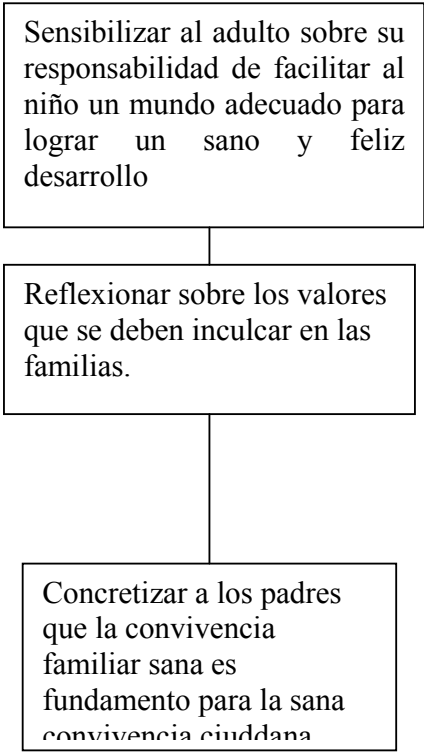 Sensibilizar al adulto sobre su
responsabilidad de facilitar al
niño un mundo adecuado para
lograr un sano y feliz
desarrollo
Reflexionar sobre los valores
que se deben inculcar en las
familias.
Concretizar a los padres
que la convivencia
familiar sana es
fundamento para la sana
convivencia ciuddana